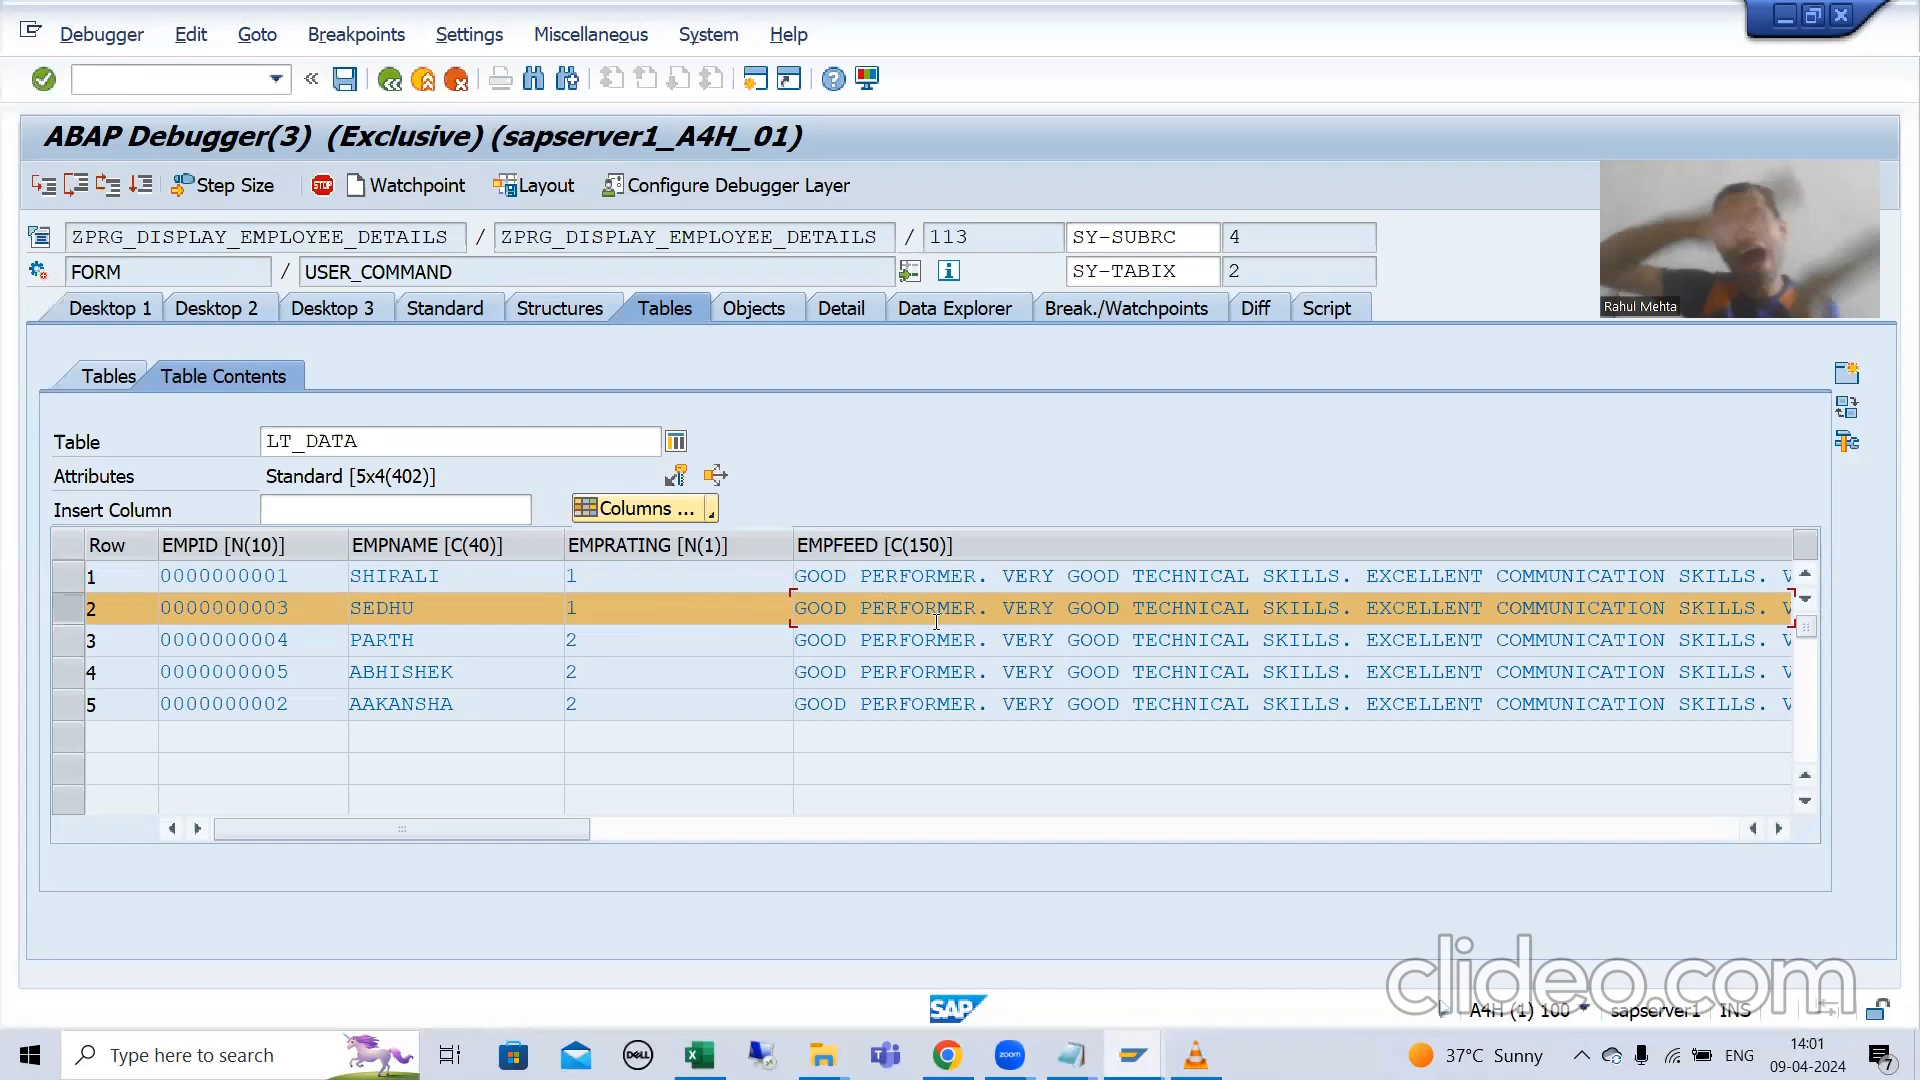 Debugger Edit Goto Breakpoints Settings Miscellaneous System Help
ABAP Debugger(3) (Exclusive) (sapserver1_A4H_01)
Step Size STOP Watchpoint Layout Configure Debugger Layer
ZPRG_DISPLAY_EMPLOYEE_DETAILS / ZPRG_DISPLAY_EMPLOYEE_DETAILS / 113 SY-SUBRC 4
FORM / USER_COMMAND SY-TABIX 2
Rahul Mehta
Desktop 1 Desktop 2 Desktop 3 Standard Structures Tables Objects Detail Data Explorer Break./Watchpoints Diff Script
Tables Table Contents
Table LT_DATA
Attributes Standard [5x4(402)]
Insert Column Columns ...
Row EMPID [N(10)] EMPNAME [C(40)] EMPRATING [N(1)] EMPFEED [C(150)]
1 0000000001 SHIRALI 1 GOOD PERFORMER. VERY GOOD TECHNICAL SKILLS. EXCELLENT COMMUNICATION SKILLS. V
2 0000000003 SEDHU 1 GOOD PERFORMER. VERY GOOD TECHNICAL SKILLS. EXCELLENT COMMUNICATION SKILLS. V
3 0000000004 PARTH 2 GOOD PERFORMER. VERY GOOD TECHNICAL SKILLS. EXCELLENT COMMUNICATION SKILLS. V
4 0000000005 ABHISHEK 2 GOOD PERFORMER. VERY GOOD TECHNICAL SKILLS. EXCELLENT COMMUNICATION SKILLS. V
5 0000000002 AAKANSHA 2 GOOD PERFORMER. VERY GOOD TECHNICAL SKILLS. EXCELLENT COMMUNICATION SKILLS. V
clideo.com
SAP A4H (1) 100 sapserver1 INS
Type here to search DELL zoom 37°C Sunny ENG 14:01
09-04-2024 7